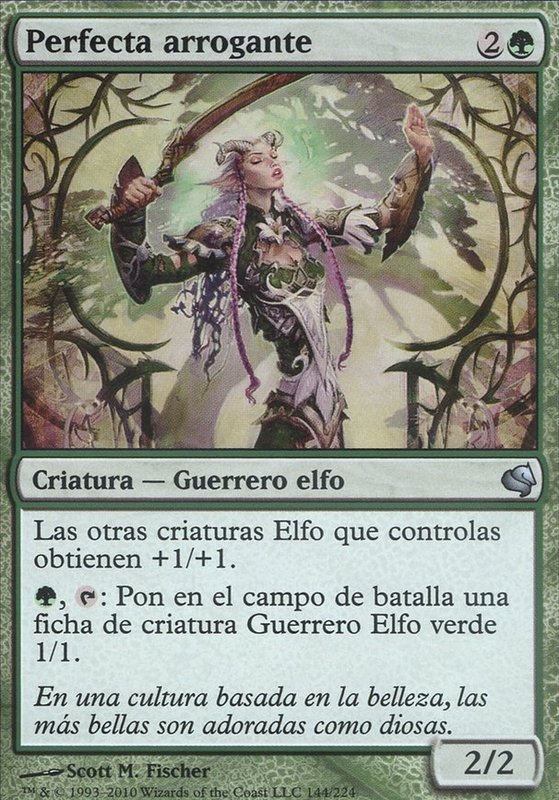 Perfecta arrogante 2
Criatura — Guerrero elfo
Las otras criaturas Elfo que controlas
obtienen +1/+1.
, : Pon en el campo de batalla una
ficha de criatura Guerrero Elfo verde
1/1.
En una cultura basada en la belleza, las
más bellas son adoradas como diosas.
2/2
Scott M. Fischer
™ & © 1993–2010 Wizards of the Coast LLC 144/224